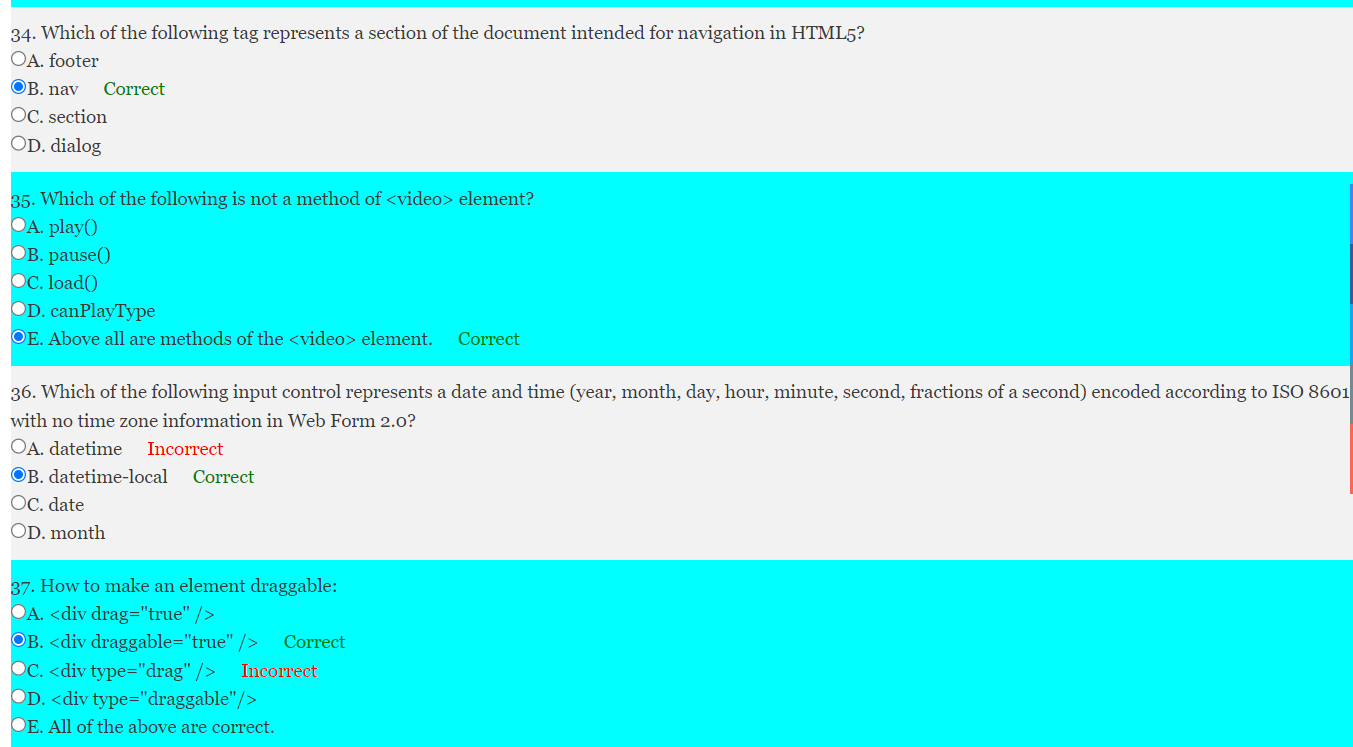 34. Which of the following tag represents a section of the document intended for navigation in HTML5?
A. footer
B. nav Correct
C. section
D. dialog
35. Which of the following is not a method of <video> element?
A. play()
B. pause()
C. load()
D. canPlayType
E. Above all are methods of the <video> element. Correct
36. Which of the following input control represents a date and time (year, month, day, hour, minute, second, fractions of a second) encoded according to ISO 8601
with no time zone information in Web Form 2.0?
A. datetime Incorrect
B. datetime-local Correct
C. date
D. month
37. How to make an element draggable:
A. <div drag="true" />
B. <div draggable="true" /> Correct
C. <div type="drag" /> Incorrect
D. <div type="draggable"/>
E. All of the above are correct.